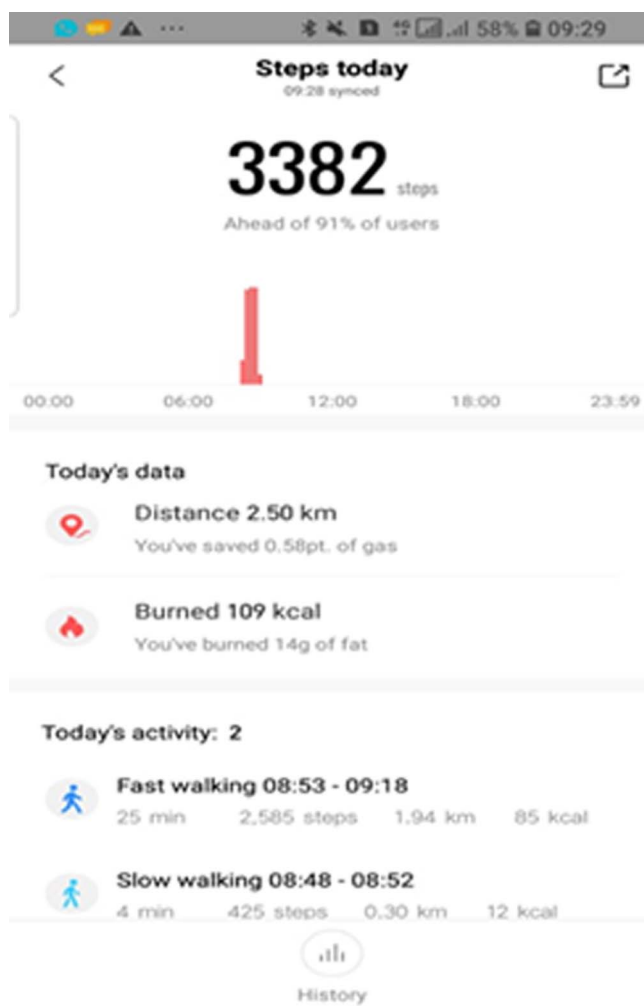 58% 09:29
Steps today
09:28 synced
3382 steps
Ahead of 91% of users
00:00 06:00 12:00 18:00 23:59
Today's data
Distance 2.50 km
You've saved 0.58pt. of gas
Burned 109 kcal
You've burned 14g of fat
Today's activity: 2
Fast walking 08:53 - 09:18
25 min 2,585 steps 1.94 km 85 kcal
Slow walking 08:48 - 08:52
4 min 425 steps 0.30 km 12 kcal
History